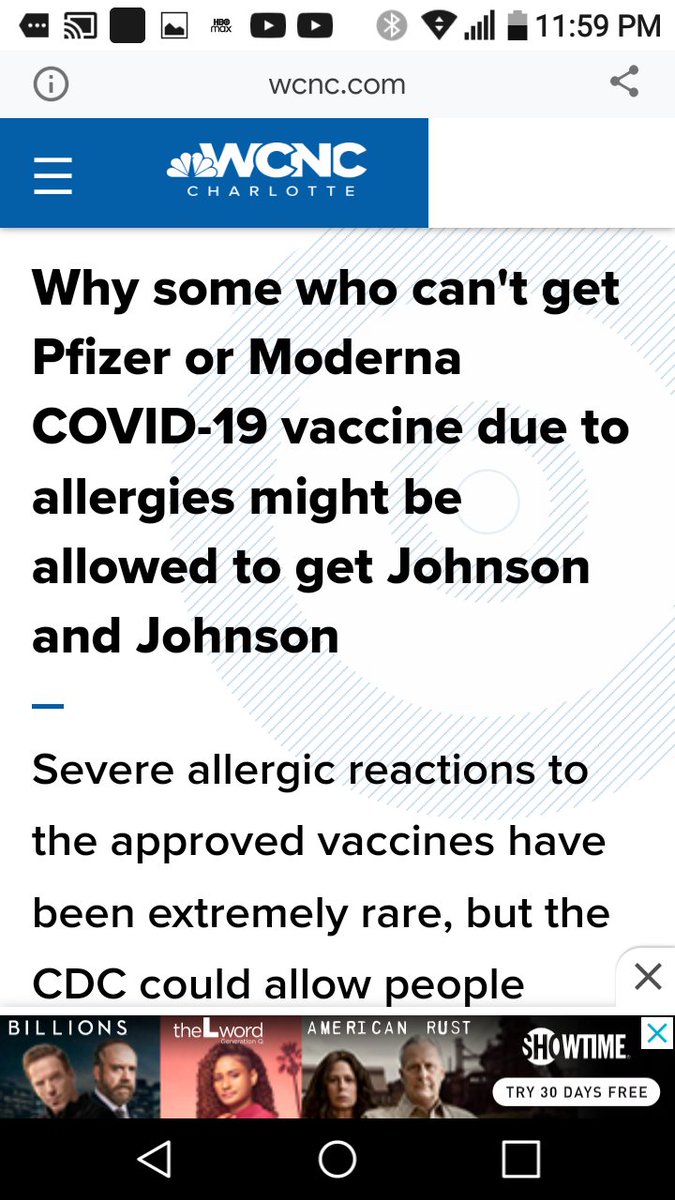 HBO
max
11:59 PM
wcnc.com
WCNC
CHARLOTTE
Why some who can't get
Pfizer or Moderna
COVID-19 vaccine due to
allergies might be
allowed to get Johnson
and Johnson
Severe allergic reactions to
the approved vaccines have
been extremely rare, but the
CDC could allow people
BILLIONS
the L word
Generation Q
AMERICAN RUST
SHOWTIME
TRY 30 DAYS FREE